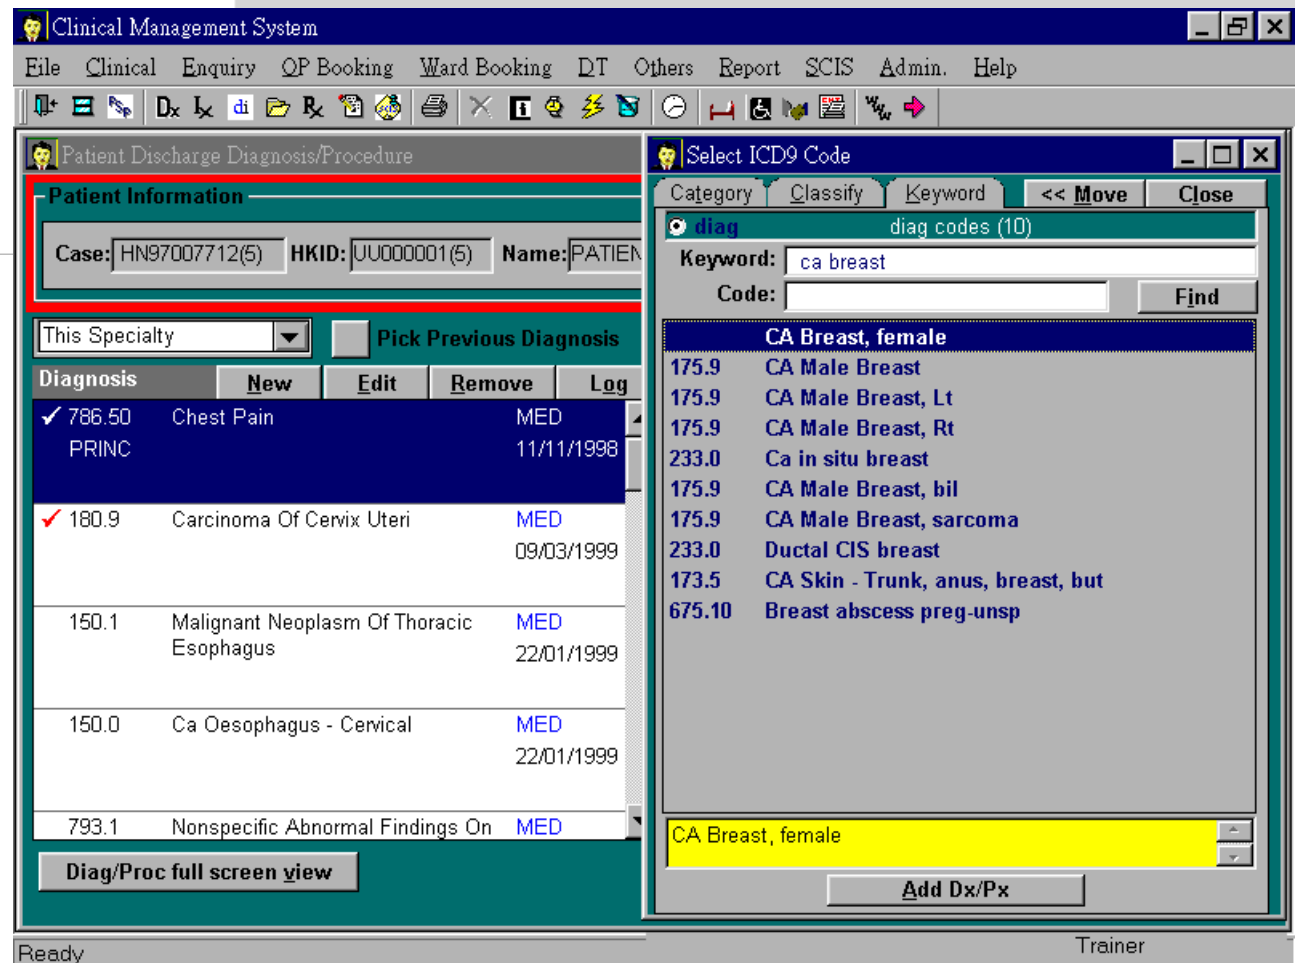 Clinical Management System
File Clinical Enquiry OP Booking Ward Booking DT Others Report SCIS Admin. Help
Dx Ix di Rx
Patient Discharge Diagnosis/Procedure
Patient Information
Case: HN97007712(5) HKID: UU000001(5) Name: PATIEN
This Specialty Pick Previous Diagnosis
Diagnosis New Edit Remove Log
786.50 Chest Pain MED
PRINC 11/11/1998
180.9 Carcinoma Of Cervix Uteri MED
09/03/1999
150.1 Malignant Neoplasm Of Thoracic MED
Esophagus 22/01/1999
150.0 Ca Oesophagus - Cervical MED
22/01/1999
793.1 Nonspecific Abnormal Findings On MED
Diag/Proc full screen view
Select ICD9 Code
Category Classify Keyword << Move Close
diag diag codes (10)
Keyword: ca breast
Code: Find
CA Breast, female
175.9 CA Male Breast
175.9 CA Male Breast, Lt
175.9 CA Male Breast, Rt
233.0 Ca in situ breast
175.9 CA Male Breast, bil
175.9 CA Male Breast, sarcoma
233.0 Ductal CIS breast
173.5 CA Skin - Trunk, anus, breast, but
675.10 Breast abscess preg-unsp
CA Breast, female
Add Dx/Px
Ready Trainer